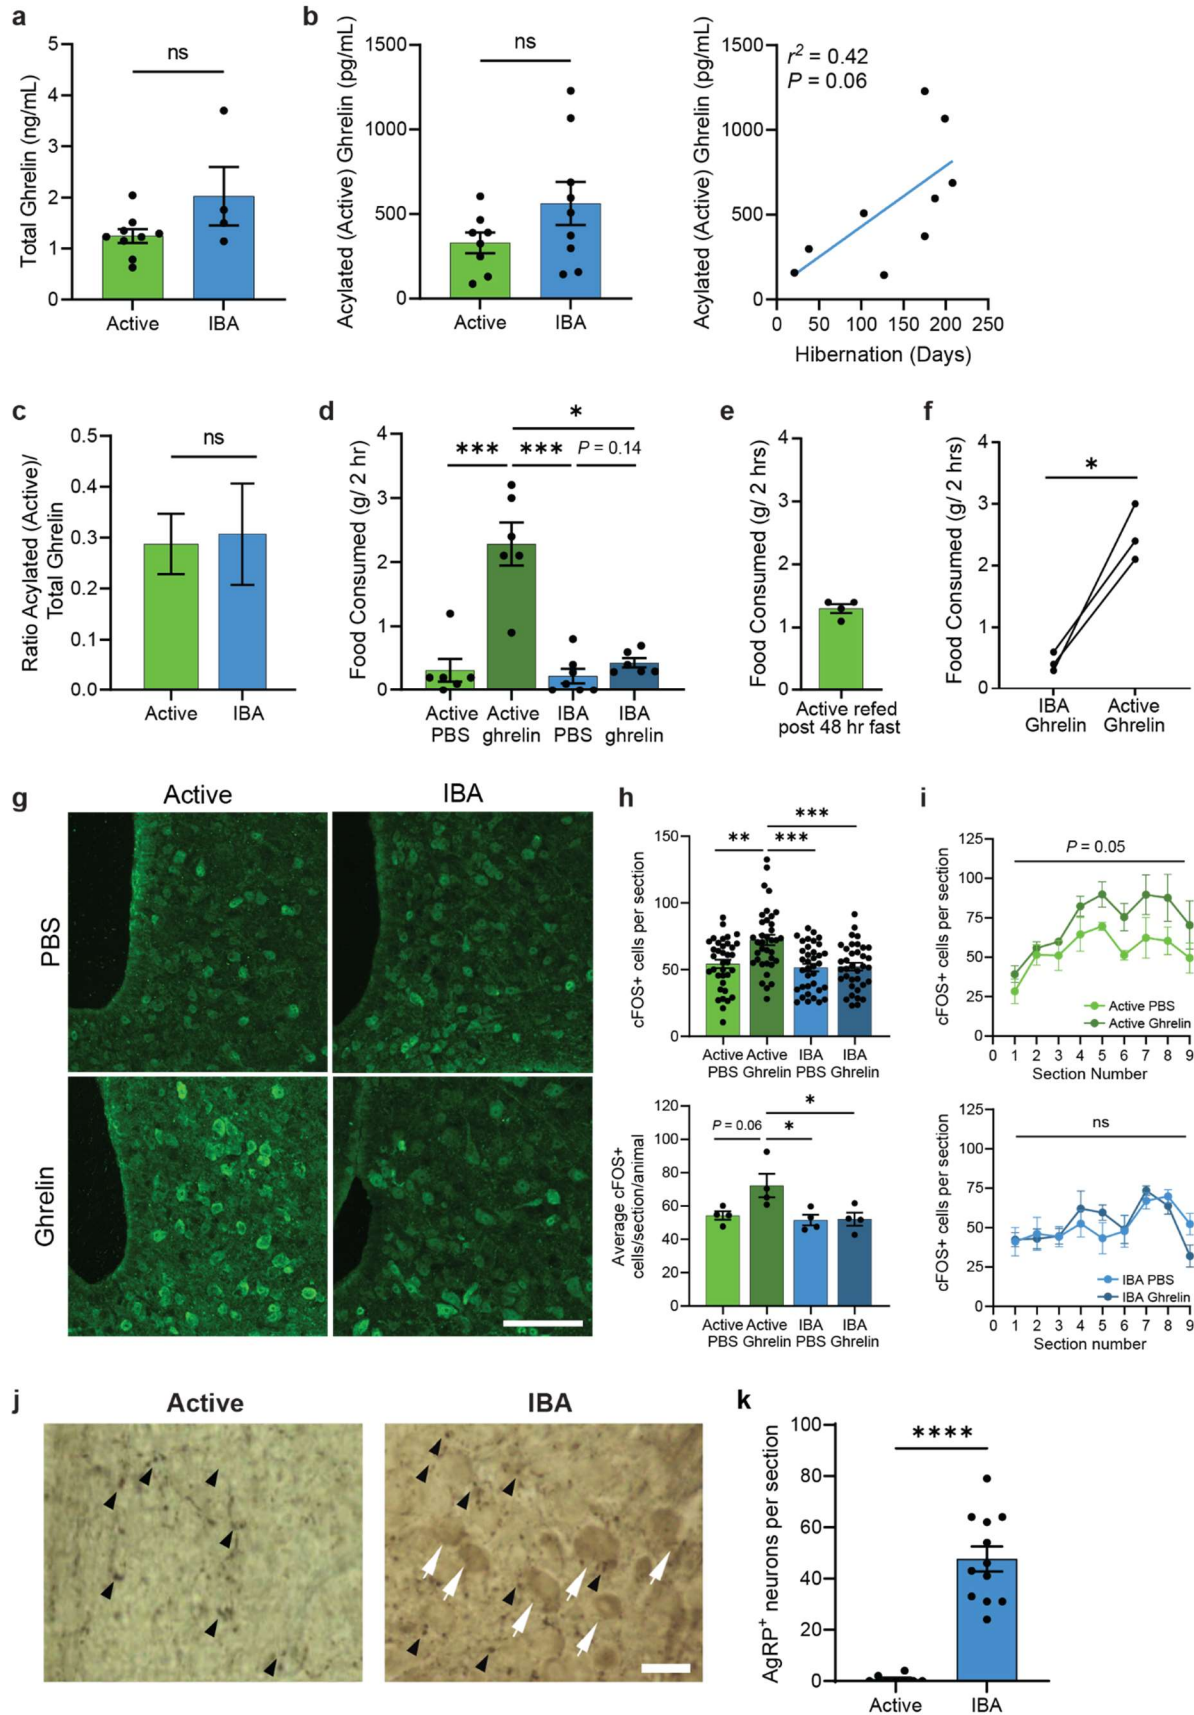 a
Total Ghrelin (ng/mL)
5
4
3
2
1
0
ns
Active
IBA
b
Acylated (Active) Ghrelin (pg/mL)
1500
1000
500
0
ns
Active
IBA
Acylated (Active) Ghrelin (pg/mL)
1500
1000
500
0
r² = 0.42
P = 0.06
0 50 100 150 200 250
Hibernation (Days)
c
Ratio Acylated (Active)/
Total Ghrelin
0.5
0.4
0.3
0.2
0.1
0.0
ns
Active
IBA
d
Food Consumed (g/ 2 hr)
4
3
2
1
0
*
*** *** P = 0.14
Active Active IBA IBA
PBS ghrelin PBS ghrelin
e
Food Consumed (g/ 2 hrs)
4
3
2
1
0
Active refed
post 48 hr fast
f
Food Consumed (g/ 2 hrs)
4
3
2
1
0
*
IBA Active
Ghrelin Ghrelin
g
Active
IBA
PBS
Ghrelin
h
cFOS+ cells per section
150
100
50
0
***
** ***
Active Active IBA IBA
PBS Ghrelin PBS Ghrelin
Average cFOS+
cells/section/animal
120
100
80
60
40
20
0
*
P = 0.06 *
Active Active IBA IBA
PBS Ghrelin PBS Ghrelin
i
cFOS+ cells per section
125
100
75
50
25
0
P = 0.05
Active PBS
Active Ghrelin
0 1 2 3 4 5 6 7 8 9
Section Number
cFOS+ cells per section
125
100
75
50
25
0
ns
IBA PBS
IBA Ghrelin
0 1 2 3 4 5 6 7 8 9
Section number
j
Active
IBA
k
AgRP⁺ neurons per section
100
80
60
40
20
0
****
Active
IBA